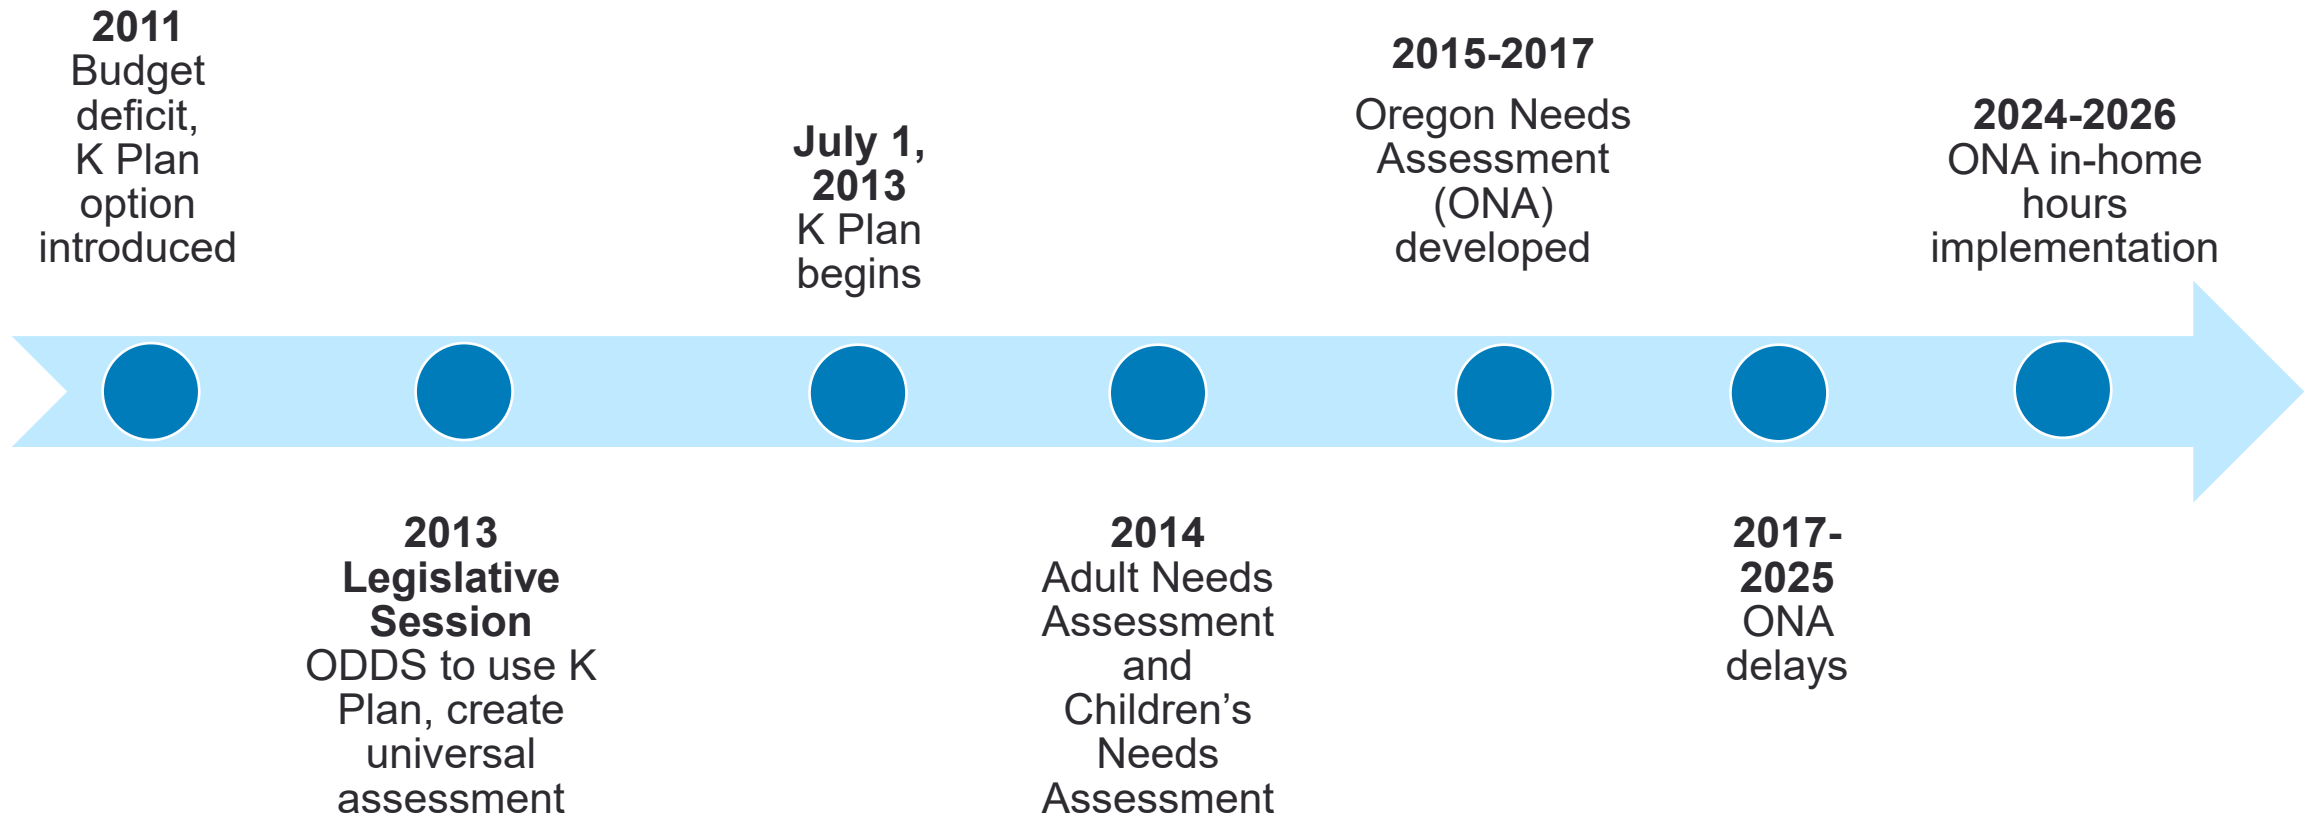 2011
Budget
deficit,
K Plan
option
introduced
2013
Legislative
Session
ODDS to use K
Plan, create
universal
assessment
July 1,
2013
K Plan
begins
2014
Adult Needs
Assessment
and
Children’s
Needs
Assessment
2015-2017
Oregon Needs
Assessment
(ONA)
developed
2017-
2025
ONA
delays
2024-2026
ONA in-home
hours
implementation